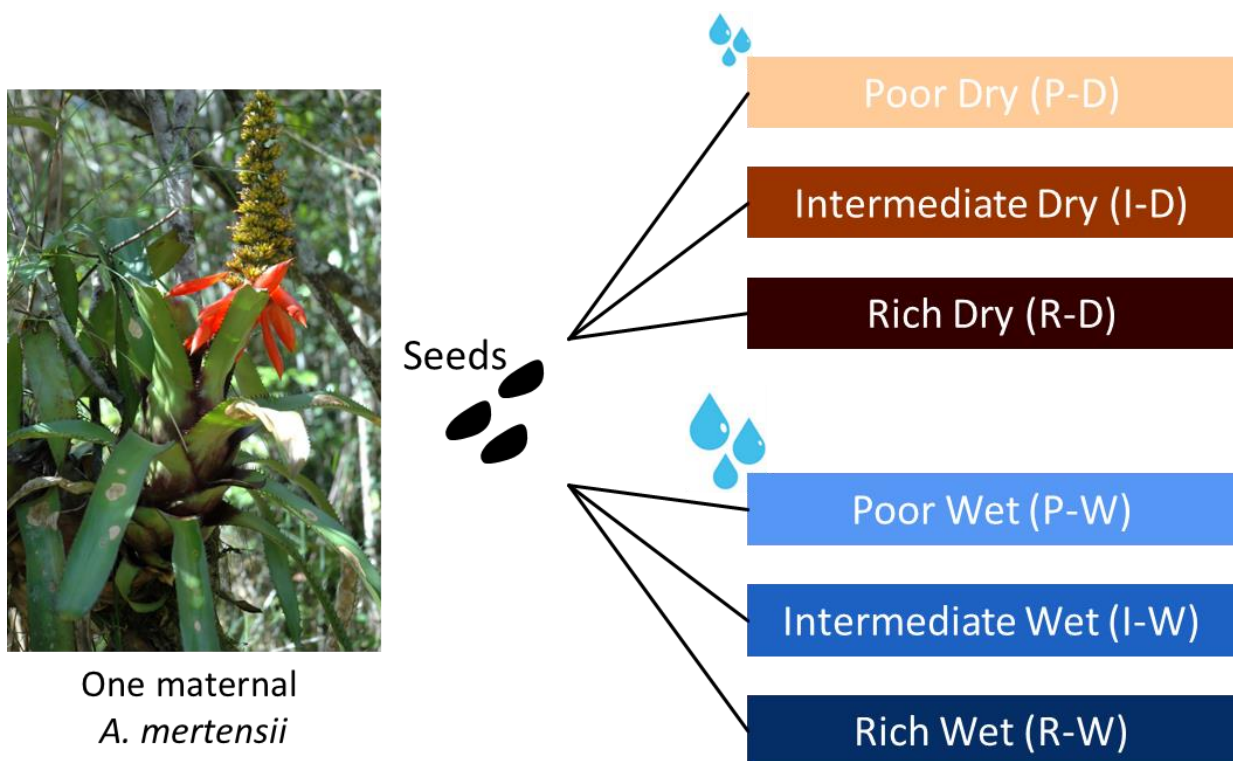 Poor Dry (P-D)
Intermediate Dry (I-D)
Rich Dry (R-D)
Seeds
Poor Wet (P-W)
Intermediate Wet (I-W)
Rich Wet (R-W)
One maternal
A. mertensii